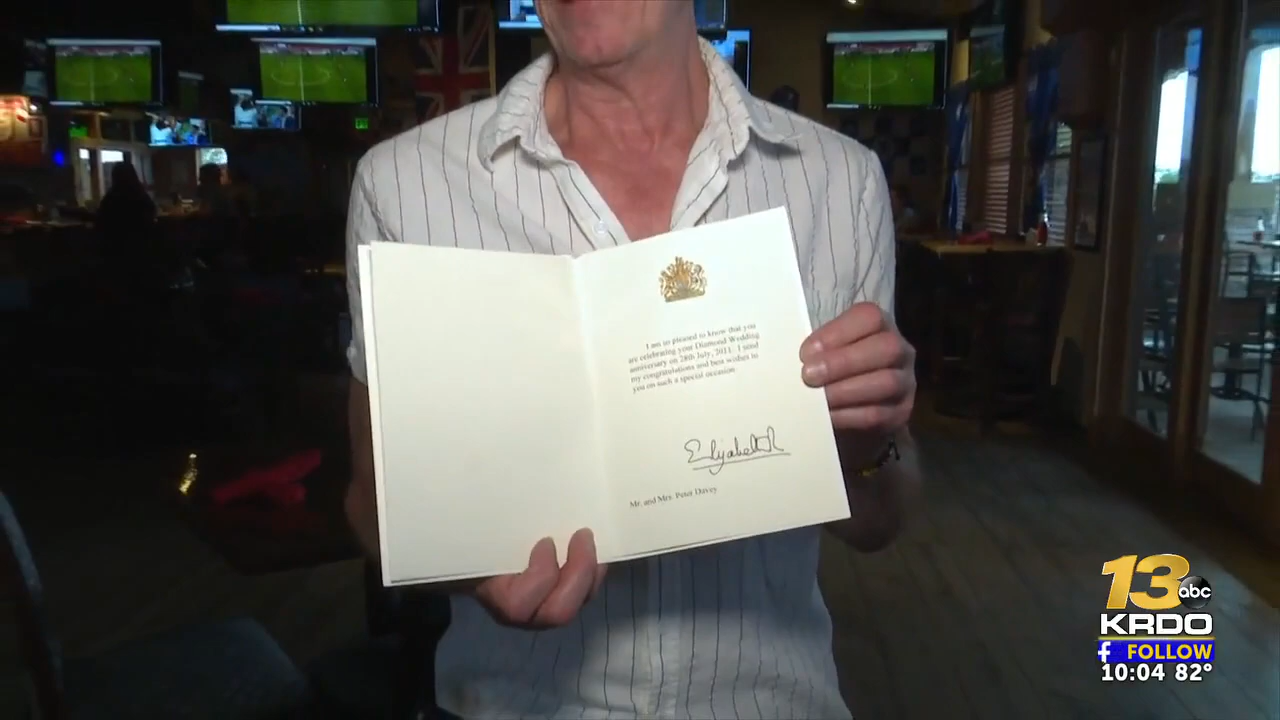 I am so pleased to know that you
are celebrating your Diamond Wedding
anniversary on 28th July, 2011. I send
my congratulations and best wishes to
you on such a special occasion.
Elizabeth R
Mr. and Mrs. Peter Davey
13 abc
KRDO
f FOLLOW
10:04 82°